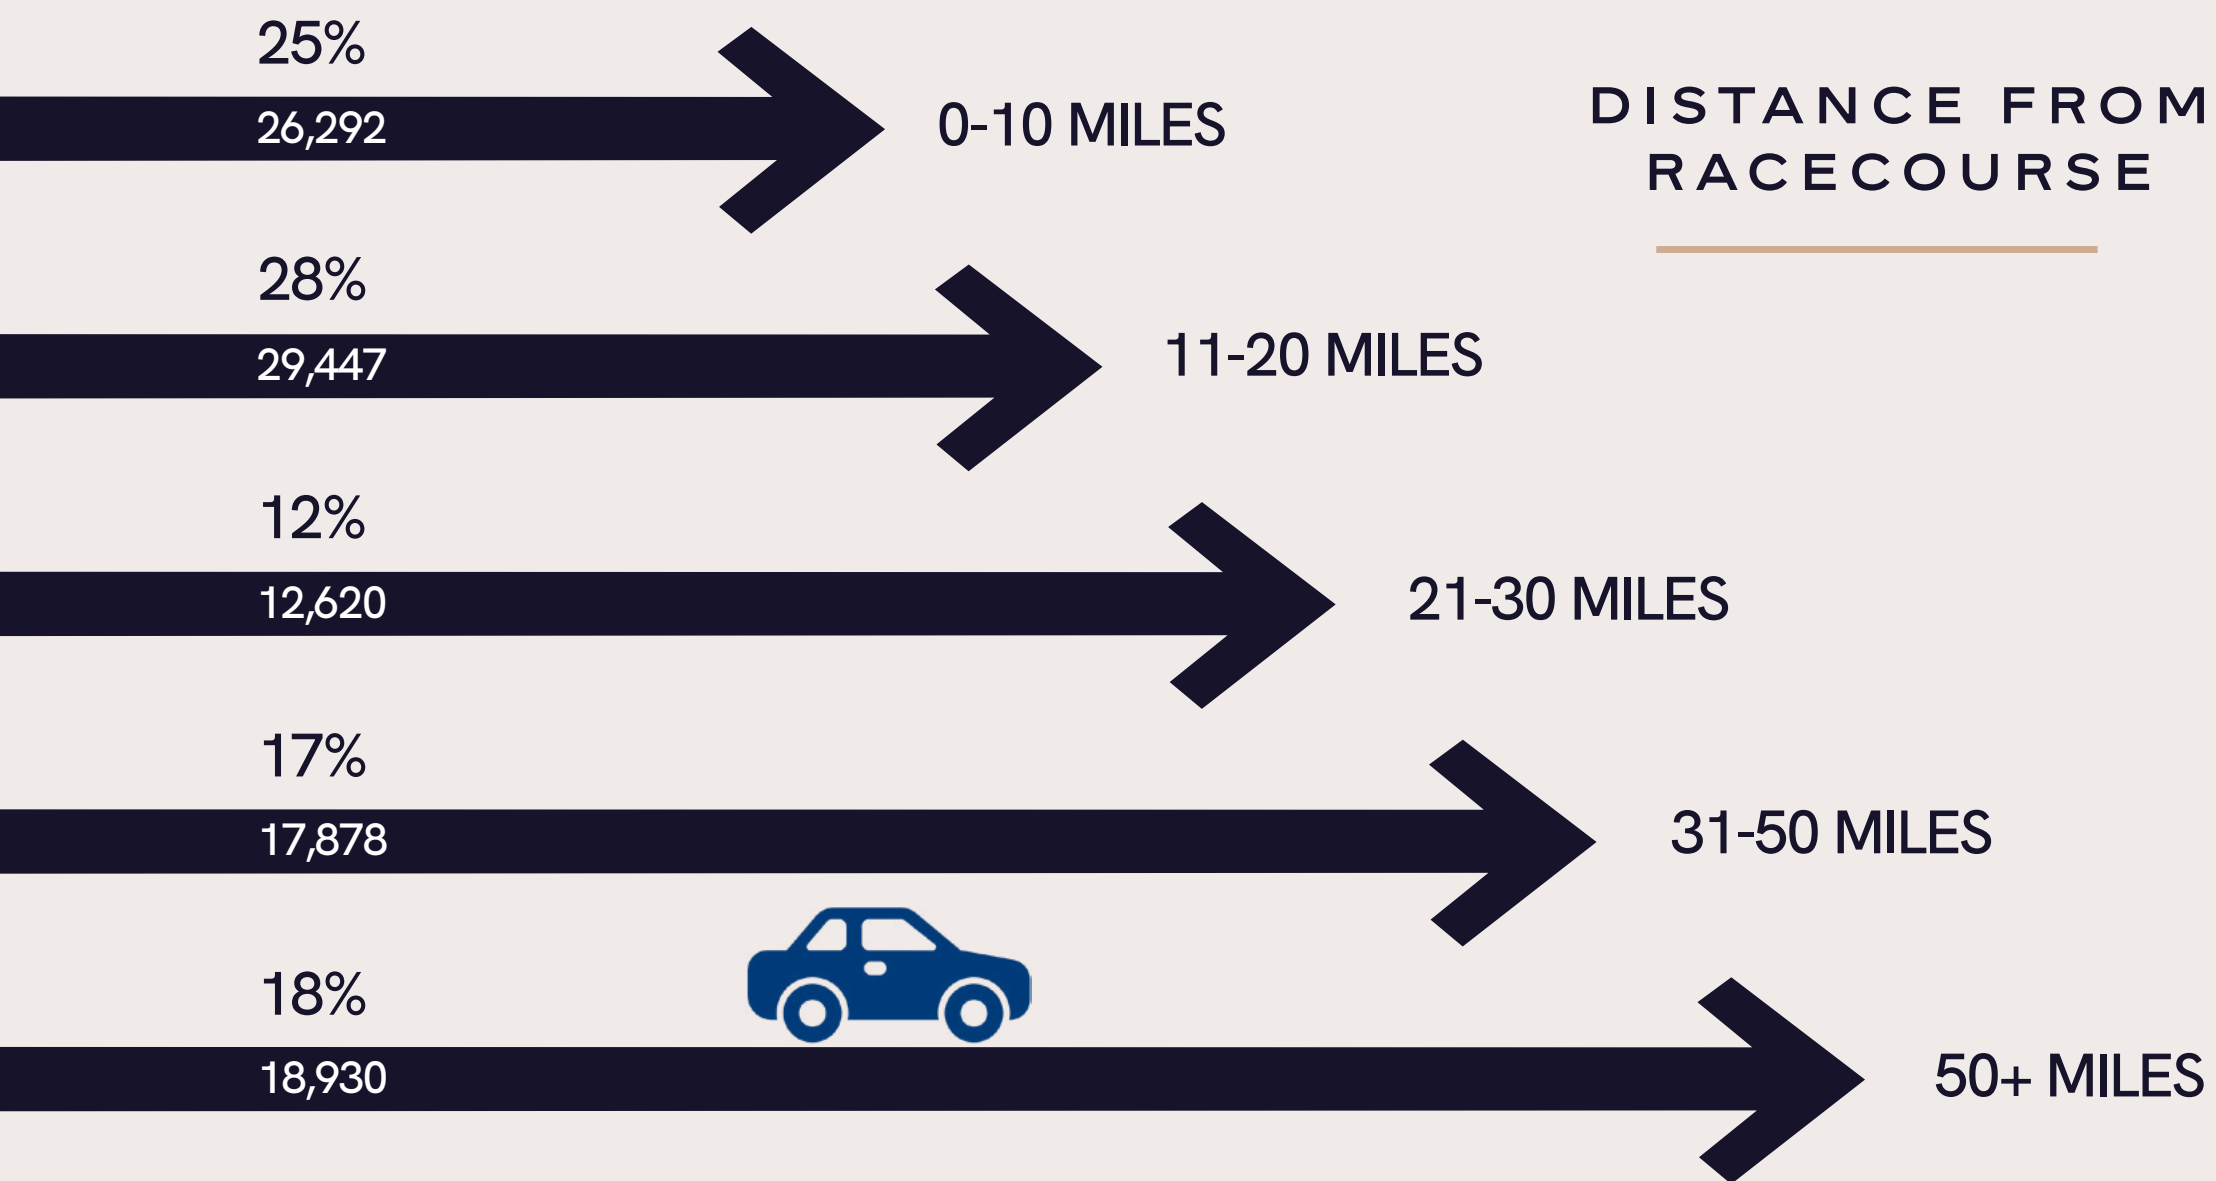 DISTANCE FROM
RACECOURSE
25%
26,292
0-10 MILES
28%
29,447
11-20 MILES
12%
12,620
21-30 MILES
17%
17,878
31-50 MILES
18%
18,930
50+ MILES